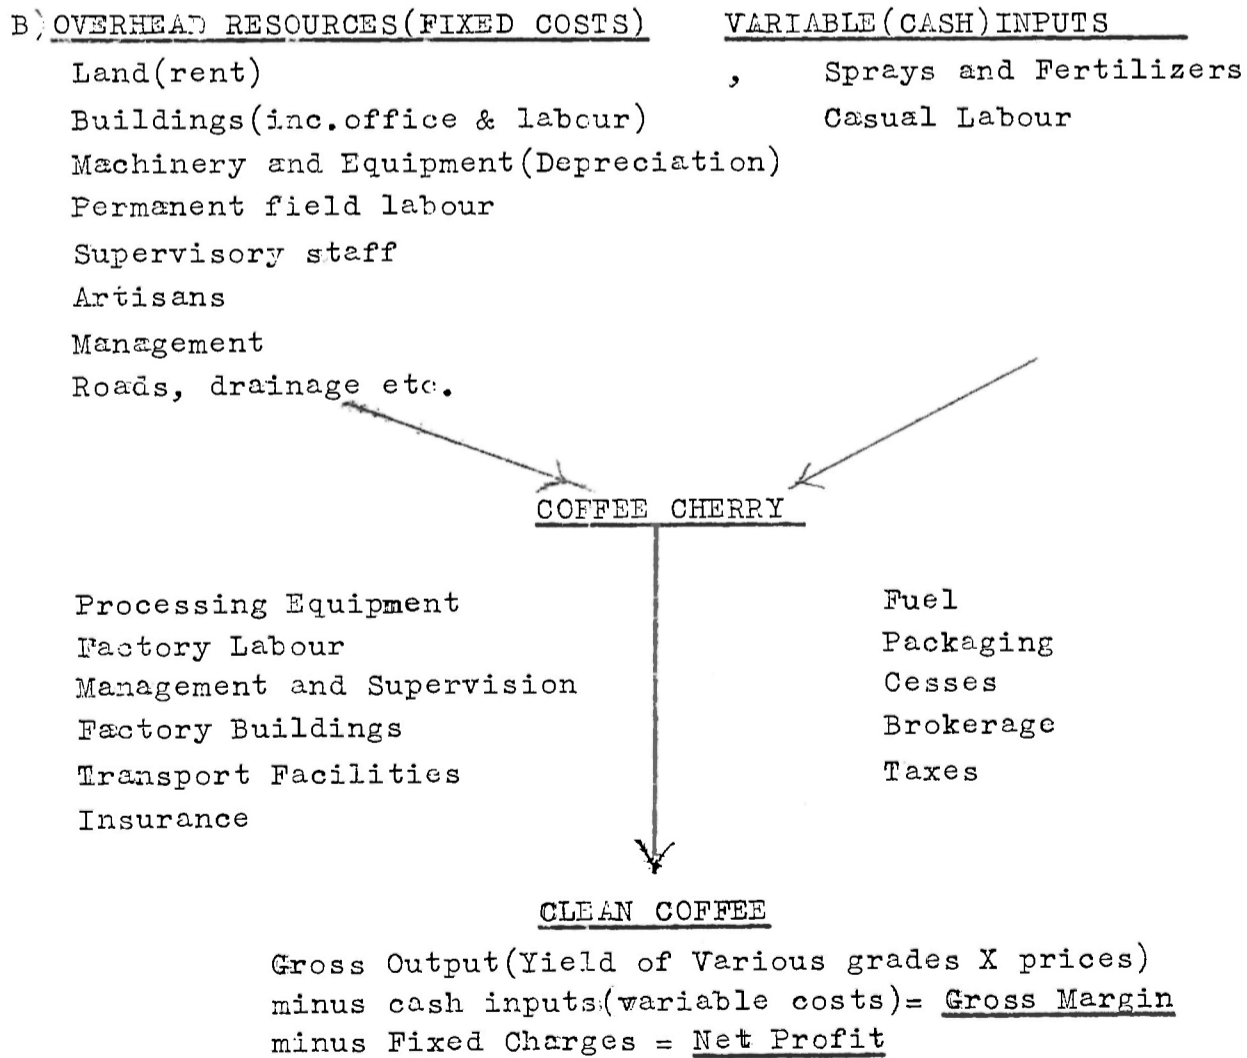 B) OVERHEAD RESOURCES(FIXED COSTS)
Land(rent)
Buildings(inc.office & labour)
Machinery and Equipment(Depreciation)
Permanent field labour
Supervisory staff
Artisans
Management
Roads, drainage etc.
VARIABLE(CASH)INPUTS
, Sprays and Fertilizers
Casual Labour
COFFEE CHERRY
Processing Equipment
Factory Labour
Management and Supervision
Factory Buildings
Transport Facilities
Insurance
Fuel
Packaging
Cesses
Brokerage
Taxes
CLEAN COFFEE
Gross Output(Yield of Various grades X prices)
minus cash inputs(variable costs)= Gross Margin
minus Fixed Charges = Net Profit